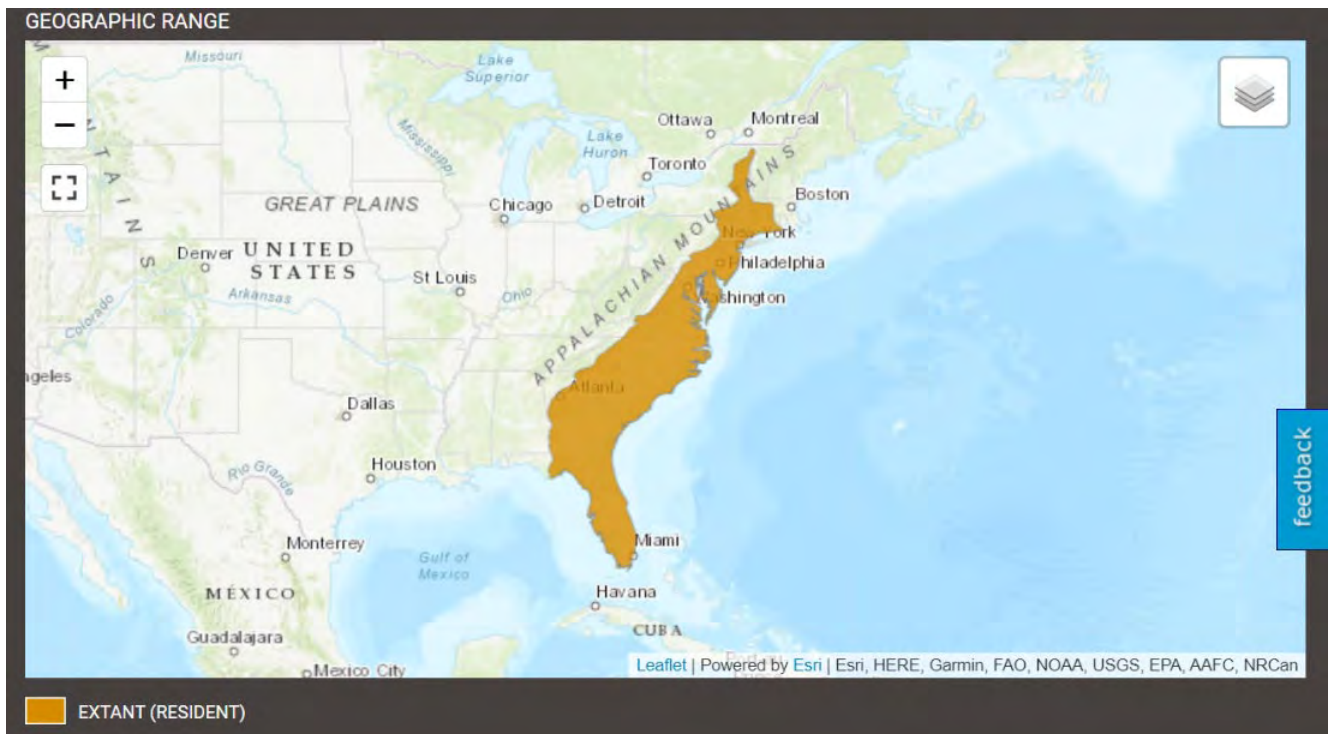 GEOGRAPHIC RANGE
Missouri
Lake
Superior
+
−
Ottawa
Montreal
Mississippi
Lake
Huron
Toronto
N T A I N S
GREAT PLAINS
Chicago
Detroit
Boston
APPALACHIAN MOUNTAINS
New York
Denver
UNITED
STATES
St Louis
Ohio
Philadelphia
Washington
Arkansas
Colorado
ngeles
Atlanta
Dallas
feedback
Rio Grande
Houston
Monterrey
Gulf of
Mexico
Miami
MÉXICO
Havana
CUBA
Guadalajara
Mexico City
Leaflet | Powered by Esri | Esri, HERE, Garmin, FAO, NOAA, USGS, EPA, AAFC, NRCan
EXTANT (RESIDENT)